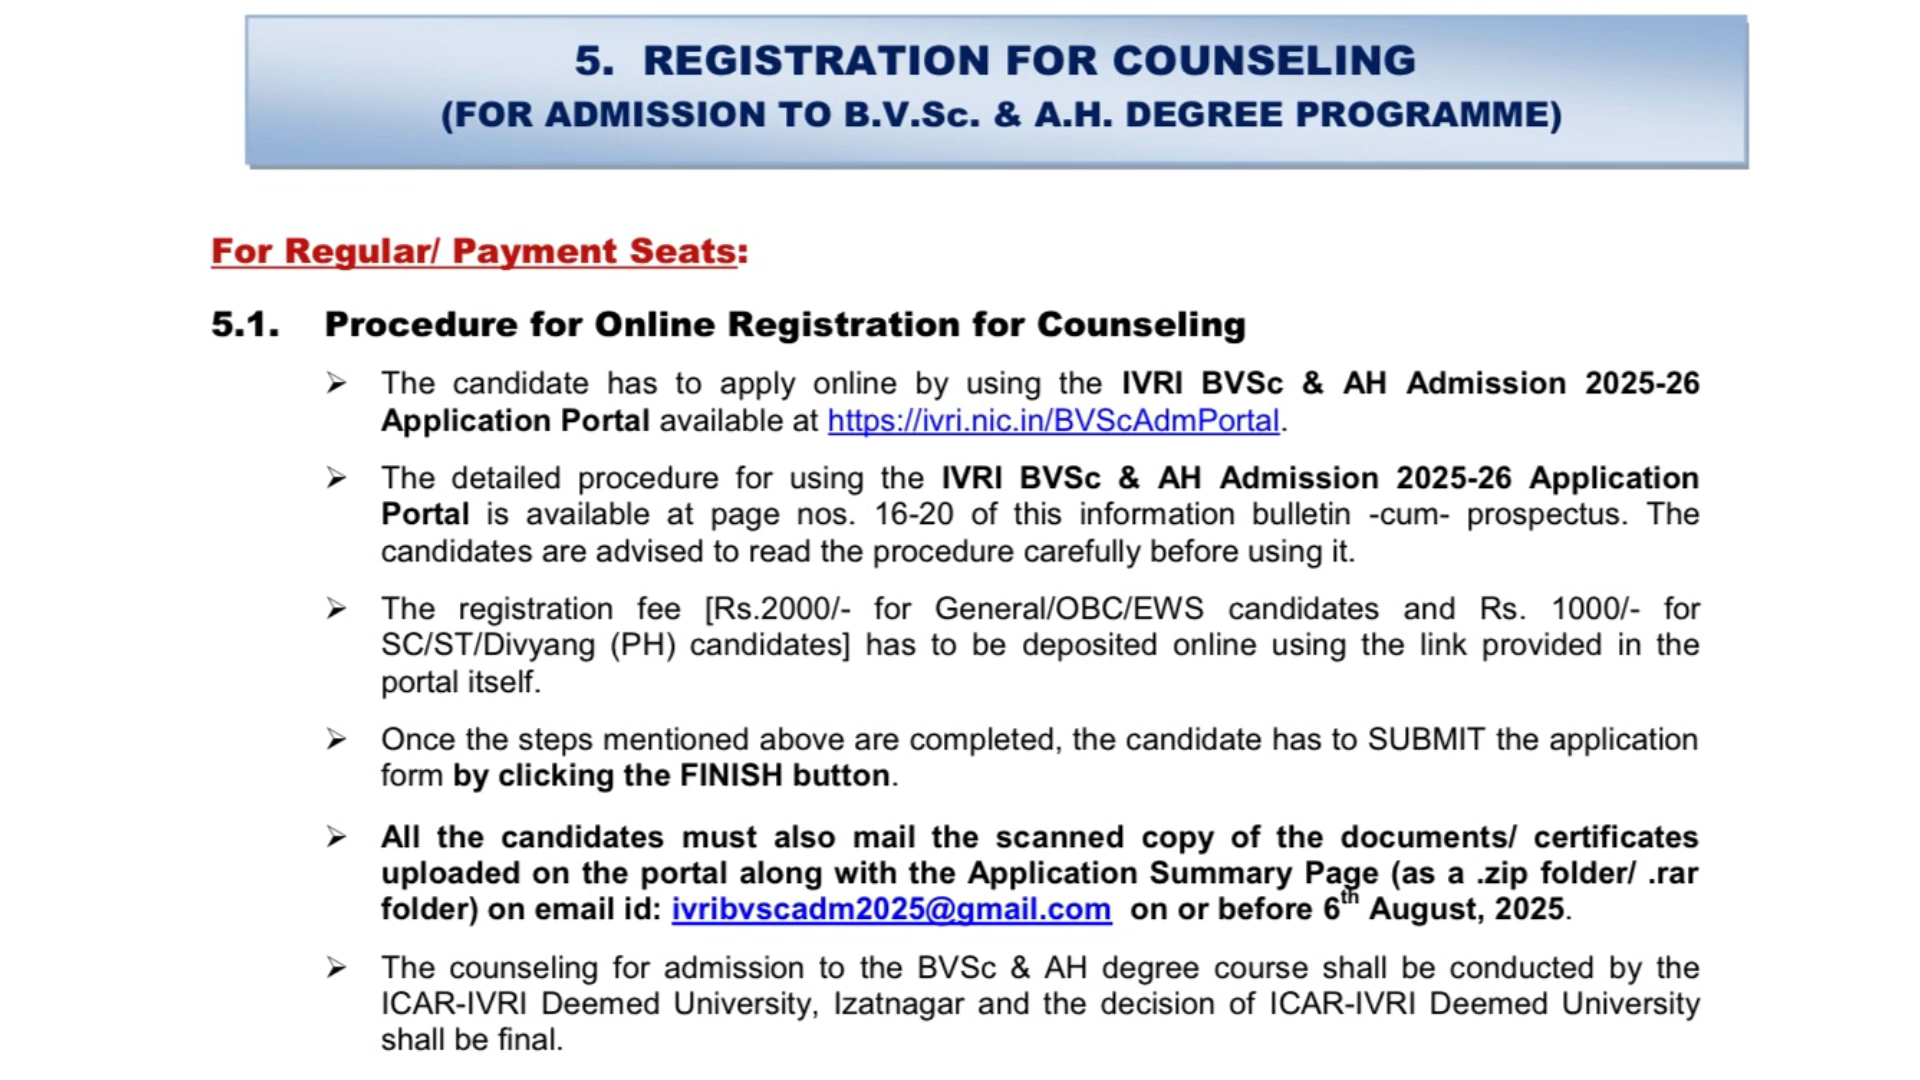 5. REGISTRATION FOR COUNSELING
(FOR ADMISSION TO B.V.Sc. & A.H. DEGREE PROGRAMME)
For Regular/ Payment Seats:
5.1. Procedure for Online Registration for Counseling
➢ The candidate has to apply online by using the IVRI BVSc & AH Admission 2025-26
Application Portal available at https://ivri.nic.in/BVScAdmPortal.
➢ The detailed procedure for using the IVRI BVSc & AH Admission 2025-26 Application
Portal is available at page nos. 16-20 of this information bulletin -cum- prospectus. The
candidates are advised to read the procedure carefully before using it.
➢ The registration fee [Rs.2000/- for General/OBC/EWS candidates and Rs. 1000/- for
SC/ST/Divyang (PH) candidates] has to be deposited online using the link provided in the
portal itself.
➢ Once the steps mentioned above are completed, the candidate has to SUBMIT the application
form by clicking the FINISH button.
➢ All the candidates must also mail the scanned copy of the documents/ certificates
uploaded on the portal along with the Application Summary Page (as a .zip folder/ .rar
folder) on email id: ivribvscadm2025@gmail.com on or before 6th August, 2025.
➢ The counseling for admission to the BVSc & AH degree course shall be conducted by the
ICAR-IVRI Deemed University, Izatnagar and the decision of ICAR-IVRI Deemed University
shall be final.